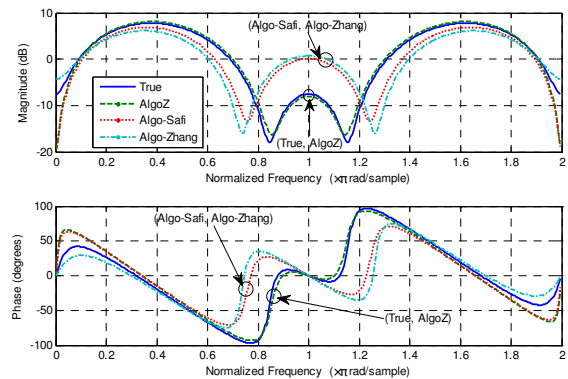 (Algo-Safi, Algo-Zhang)
10
0
-10
-20
Magnitude (dB)
True
AlgoZ
Algo-Safi
Algo-Zhang
(True, AlgoZ)
0 0.2 0.4 0.6 0.8 1 1.2 1.4 1.6 1.8 2
Normalized Frequency (×π rad/sample)
100
50
0
-50
-100
Phase (degrees)
(Algo-Safi, Algo-Zhang)
(True, AlgoZ)
0 0.2 0.4 0.6 0.8 1 1.2 1.4 1.6 1.8 2
Normalized Frequency (×π rad/sample)